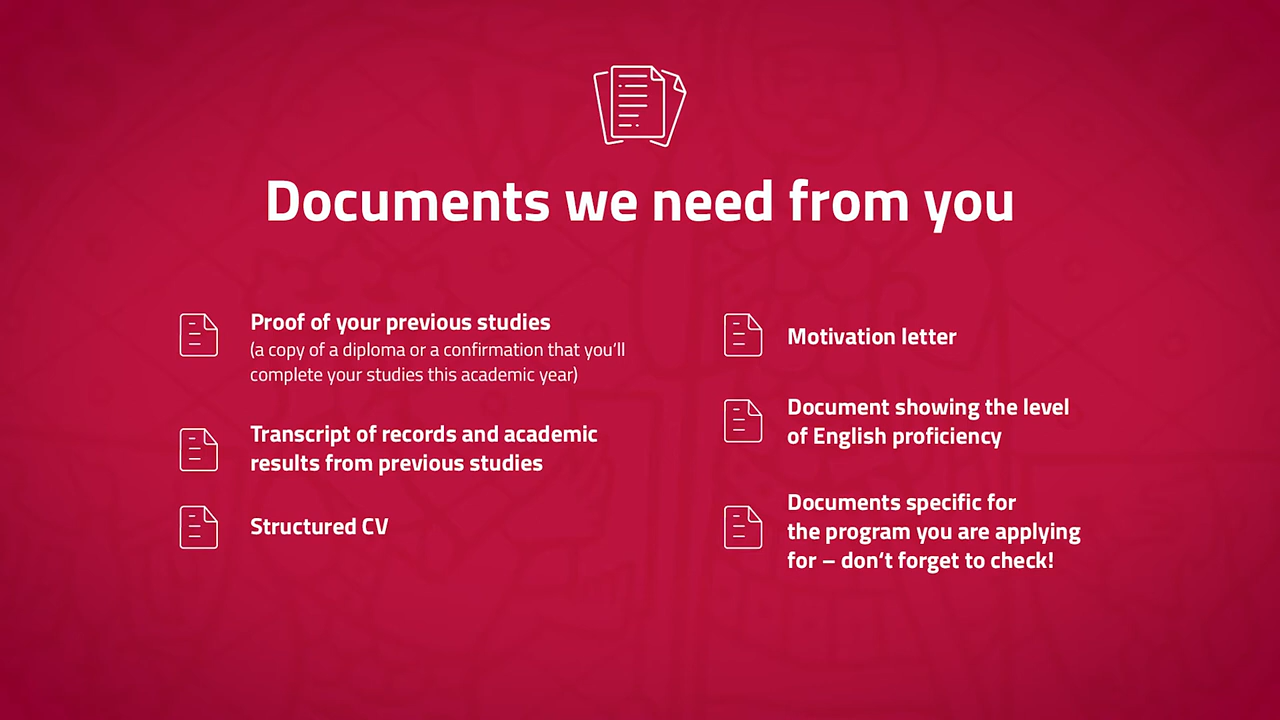 Documents we need from you
Proof of your previous studies
(a copy of a diploma or a confirmation that you’ll
complete your studies this academic year)
Transcript of records and academic
results from previous studies
Structured CV
Motivation letter
Document showing the level
of English proficiency
Documents specific for
the program you are applying
for – don’t forget to check!